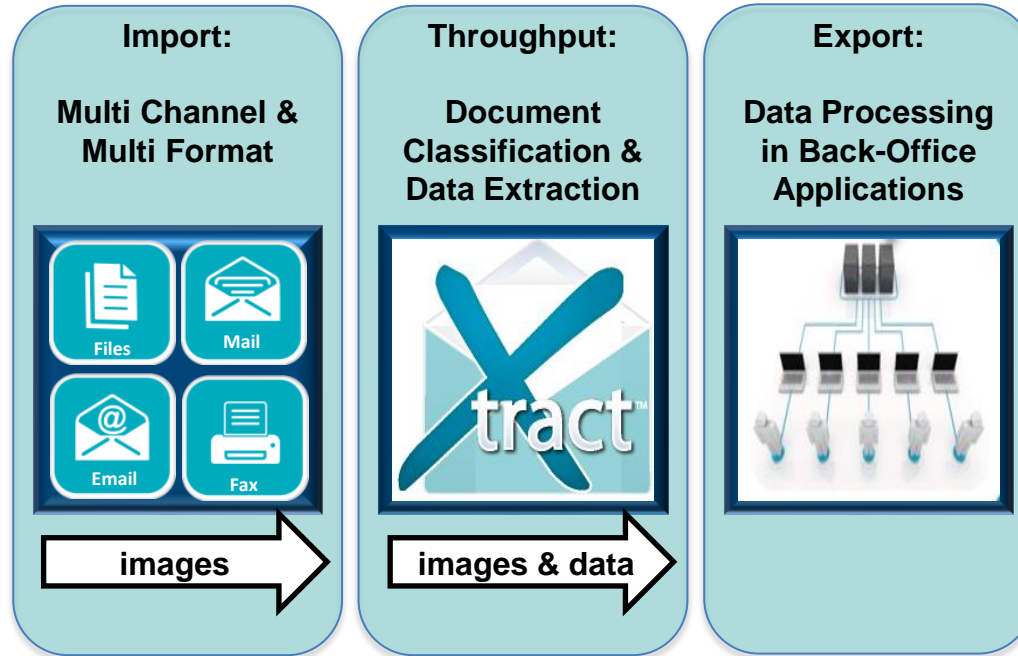 Import:
Multi Channel &
Multi Format
Files
Mail
@
Email
Fax
images
Throughput:
Document
Classification &
Data Extraction
Xtract™
images & data
Export:
Data Processing
in Back-Office
Applications